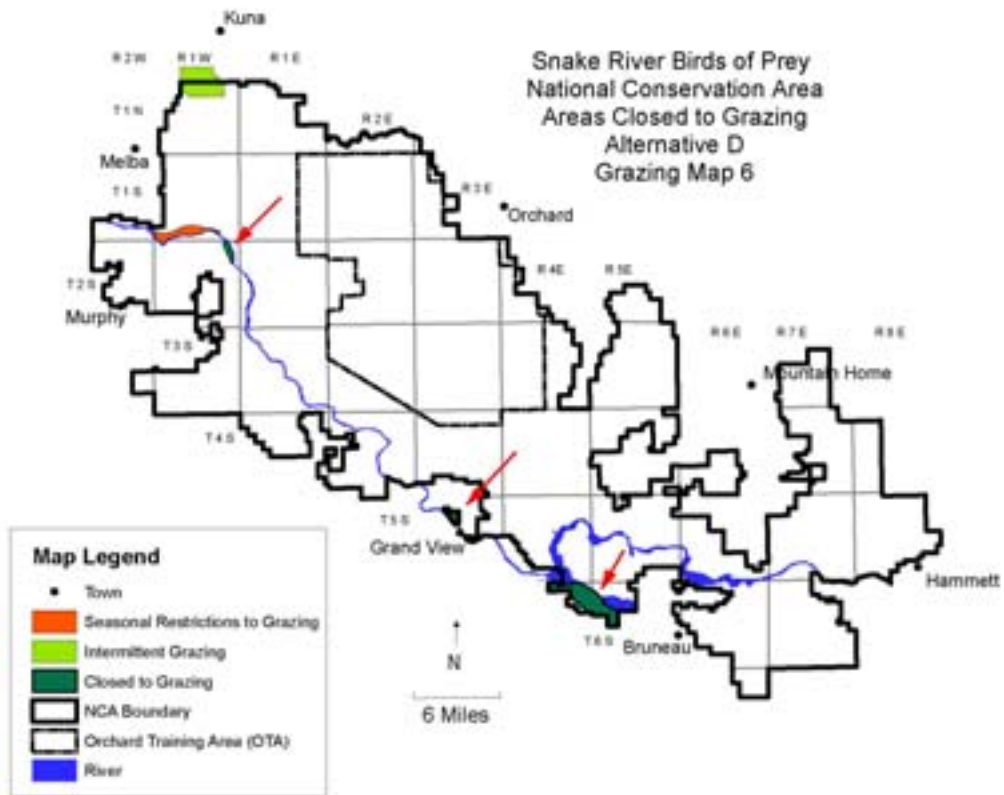 Kuna
R2W R1W R1E
Snake River Birds of Prey
National Conservation Area
Areas Closed to Grazing
Alternative D
Grazing Map 6
T1N
R2E
Melba
T1S
R3E
Orchard
T2S
R4E R5E
Murphy
T3S
R6E R7E R8E
Mountain Home
T4S
T5S
Grand View
Hammett
T6S
Bruneau
N
6 Miles
Map Legend
Town
Seasonal Restrictions to Grazing
Intermittent Grazing
Closed to Grazing
NCA Boundary
Orchard Training Area (OTA)
River